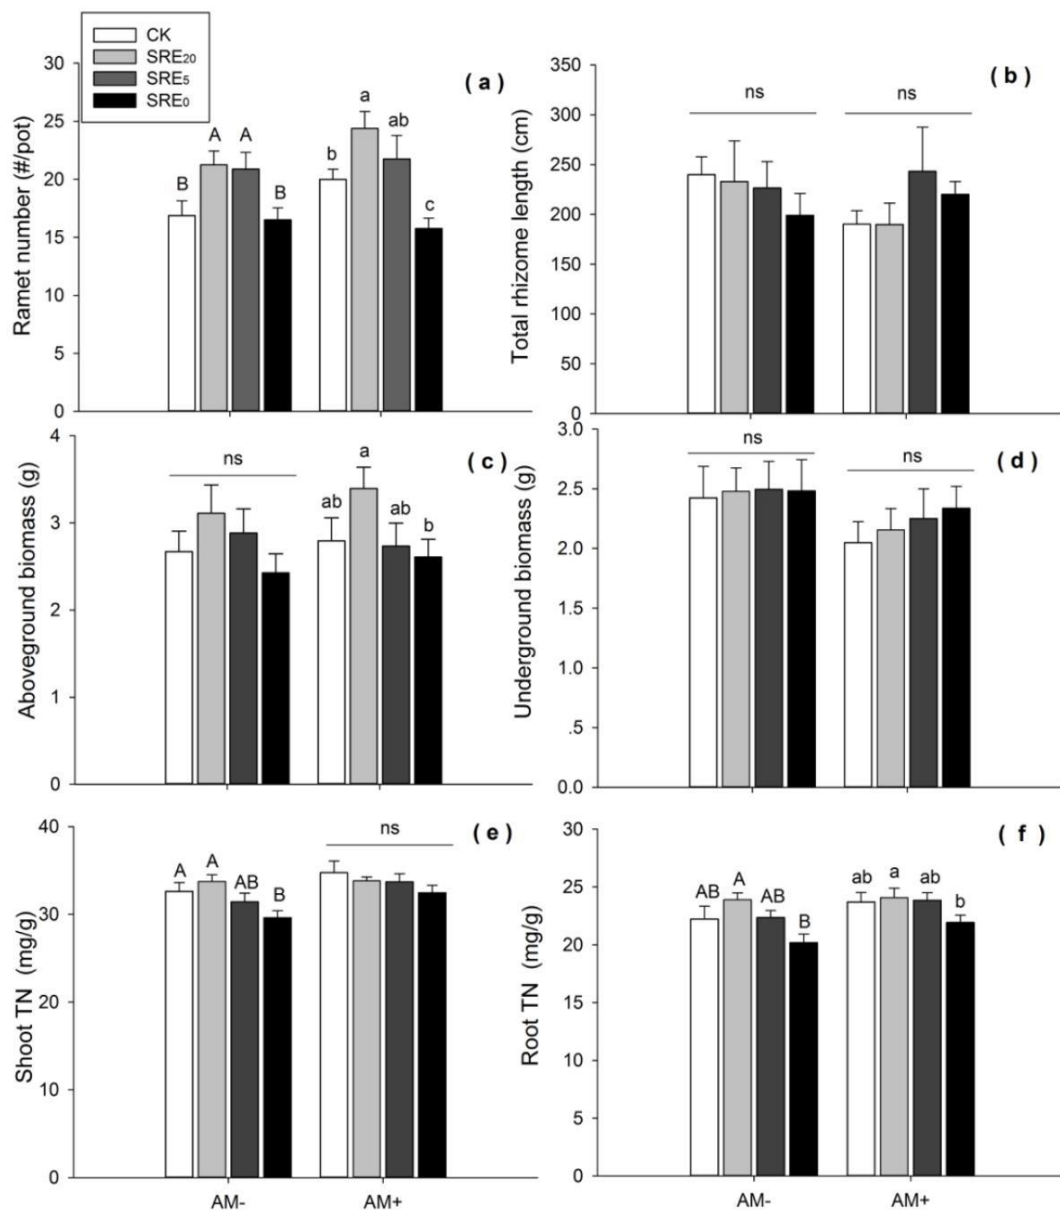 CK
SRE20
SRE5
SRE0
( a )
Ramet number (#/pot)
30
25
20
15
10
5
0
B
A
A
B
b
a
ab
c
( b )
Total rhizome length (cm)
350
300
250
200
150
100
50
0
ns
ns
( c )
Aboveground biomass (g)
4
3
2
1
0
ns
ab
a
ab
b
( d )
Underground biomass (g)
3.0
2.5
2.0
1.5
1.0
.5
0.0
ns
ns
( e )
Shoot TN (mg/g)
40
30
20
10
0
A
A
AB
B
ns
AM-
AM+
( f )
Root TN (mg/g)
30
25
20
15
10
5
0
AB
A
AB
B
ab
a
ab
b
AM-
AM+